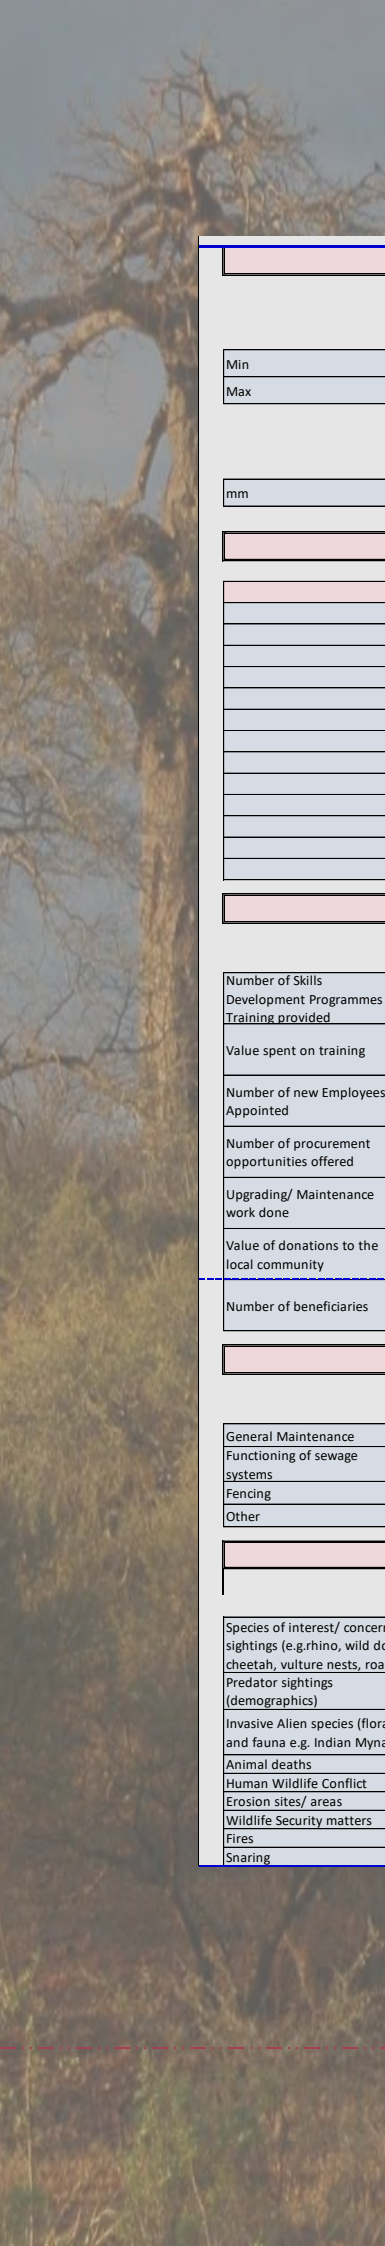 Min
Max
mm
Number of Skills
Development Programmes
Training provided
Value spent on training
Number of new Employees
Appointed
Number of procurement
opportunities offered
Upgrading/ Maintenance
work done
Value of donations to the
local community
Number of beneficiaries
General Maintenance
Functioning of sewage
systems
Fencing
Other
Species of interest/ concern
sightings (e.g.rhino, wild do
cheetah, vulture nests, roa
Predator sightings
(demographics)
Invasive Alien species (flora
and fauna e.g. Indian Myna
Animal deaths
Human Wildlife Conflict
Erosion sites/ areas
Wildlife Security matters
Fires
Snaring